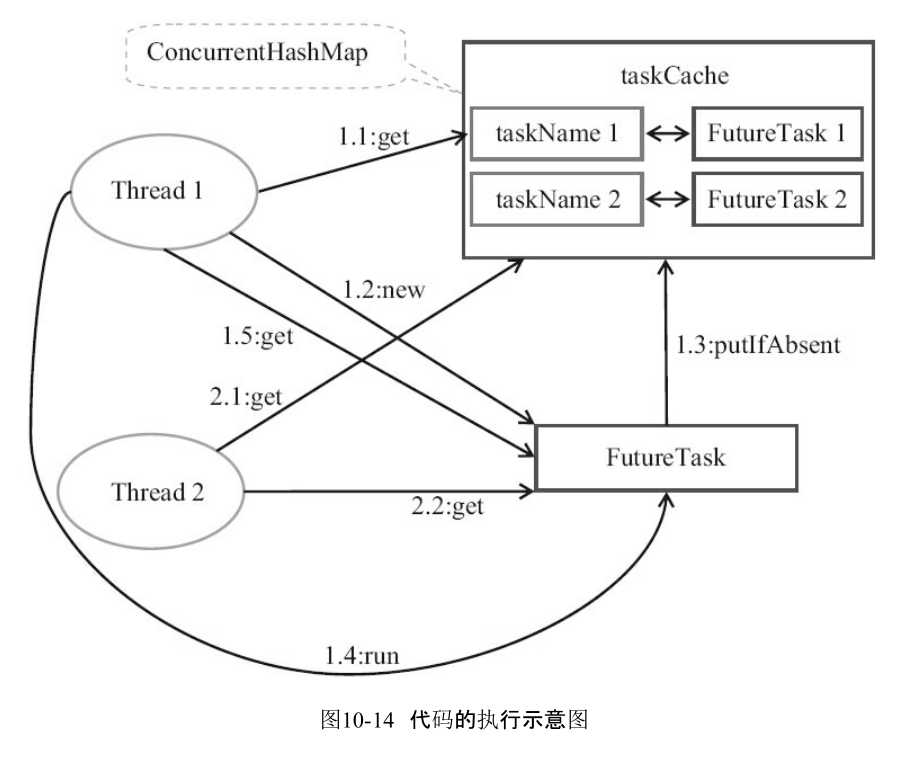 ConcurrentHashMap
taskCache
taskName 1
FutureTask 1
taskName 2
FutureTask 2
Thread 1
1.1:get
1.2:new
1.5:get
1.3:putIfAbsent
2.1:get
FutureTask
Thread 2
2.2:get
1.4:run
图10-14 代码的执行示意图